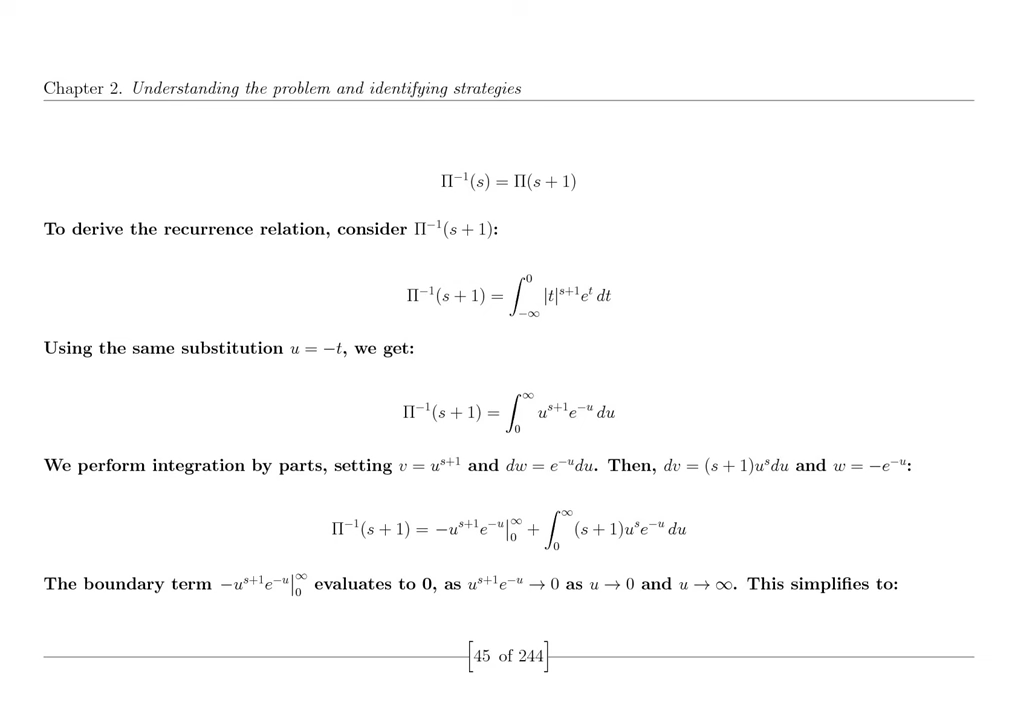 Chapter 2. Understanding the problem and identifying strategies
Π⁻¹(s) = Π(s + 1)
To derive the recurrence relation, consider Π⁻¹(s + 1):
Π⁻¹(s + 1) = ∫_{−∞}^{0} |t|^{s+1} e^{t} dt
Using the same substitution u = −t, we get:
Π⁻¹(s + 1) = ∫_{0}^{∞} u^{s+1} e^{−u} du
We perform integration by parts, setting v = u^{s+1} and dw = e^{−u}du. Then, dv = (s + 1)u^{s}du and w = −e^{−u}:
Π⁻¹(s + 1) = −u^{s+1}e^{−u}|_{0}^{∞} + ∫_{0}^{∞} (s + 1)u^{s}e^{−u} du
The boundary term −u^{s+1}e^{−u}|_{0}^{∞} evaluates to 0, as u^{s+1}e^{−u} → 0 as u → 0 and u → ∞. This simplifies to:
[45 of 244]